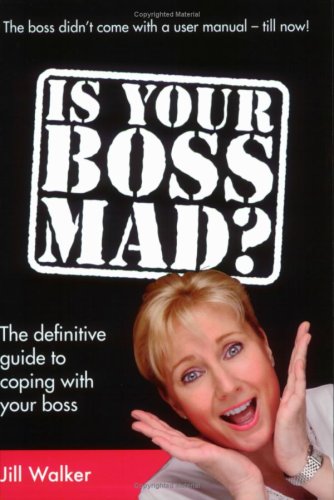 The boss didn't come with a user manual – till now!
IS YOUR
BOSS
MAD?
The definitive
guide to
coping with
your boss
Jill Walker